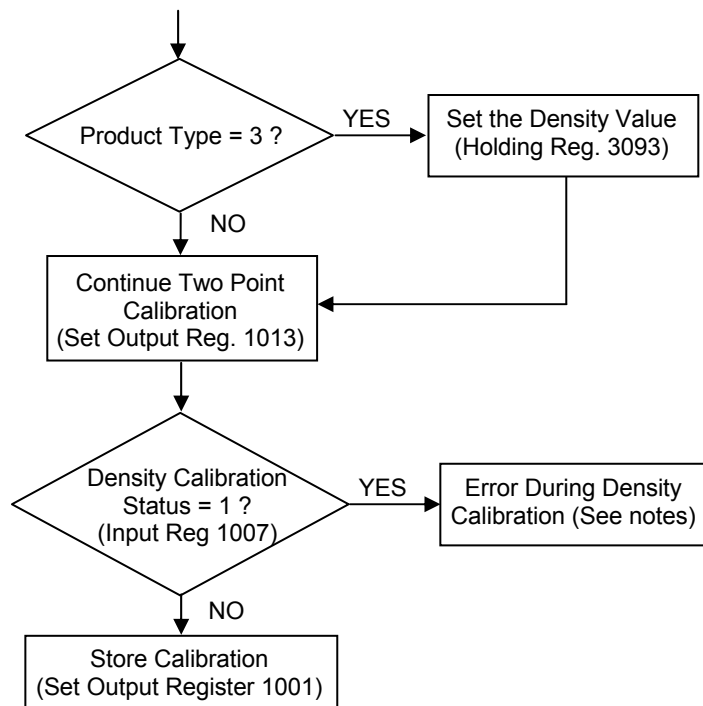 Product Type = 3 ?
YES
Set the Density Value
(Holding Reg. 3093)
NO
Continue Two Point
Calibration
(Set Output Reg. 1013)
Density Calibration
Status = 1 ?
(Input Reg 1007)
YES
Error During Density
Calibration (See notes)
NO
Store Calibration
(Set Output Register 1001)